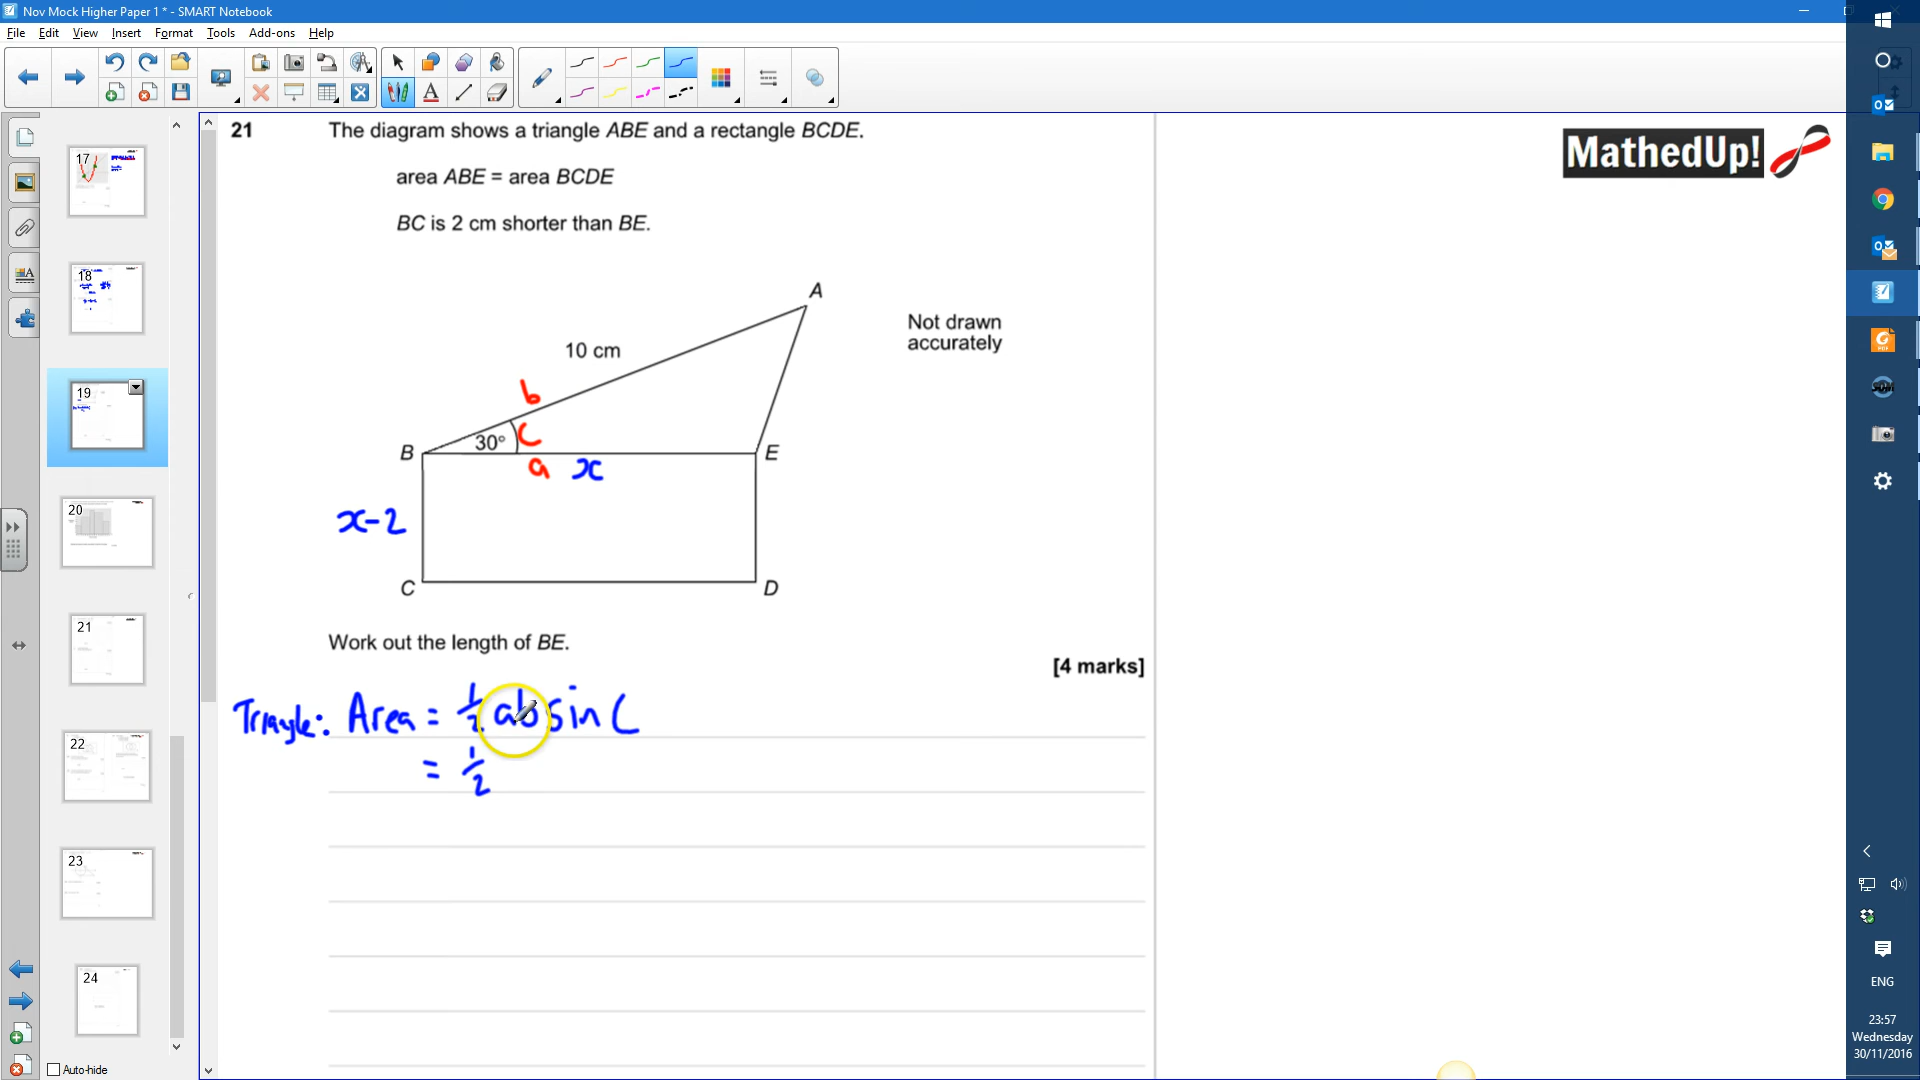 Nov Mock Higher Paper 1 * - SMART Notebook
File Edit View Insert Format Tools Add-ons Help
17
18
19
20
21
22
23
24
Auto-hide
21 The diagram shows a triangle ABE and a rectangle BCDE.
area ABE = area BCDE
BC is 2 cm shorter than BE.
MathedUp!
A
Not drawn
accurately
10 cm
b
30° c
B E
a x
x-2
C D
Work out the length of BE.
[4 marks]
Triangle: Area = 1/2 ab sin C
= 1/2
SDM
ENG
23:57
Wednesday
30/11/2016